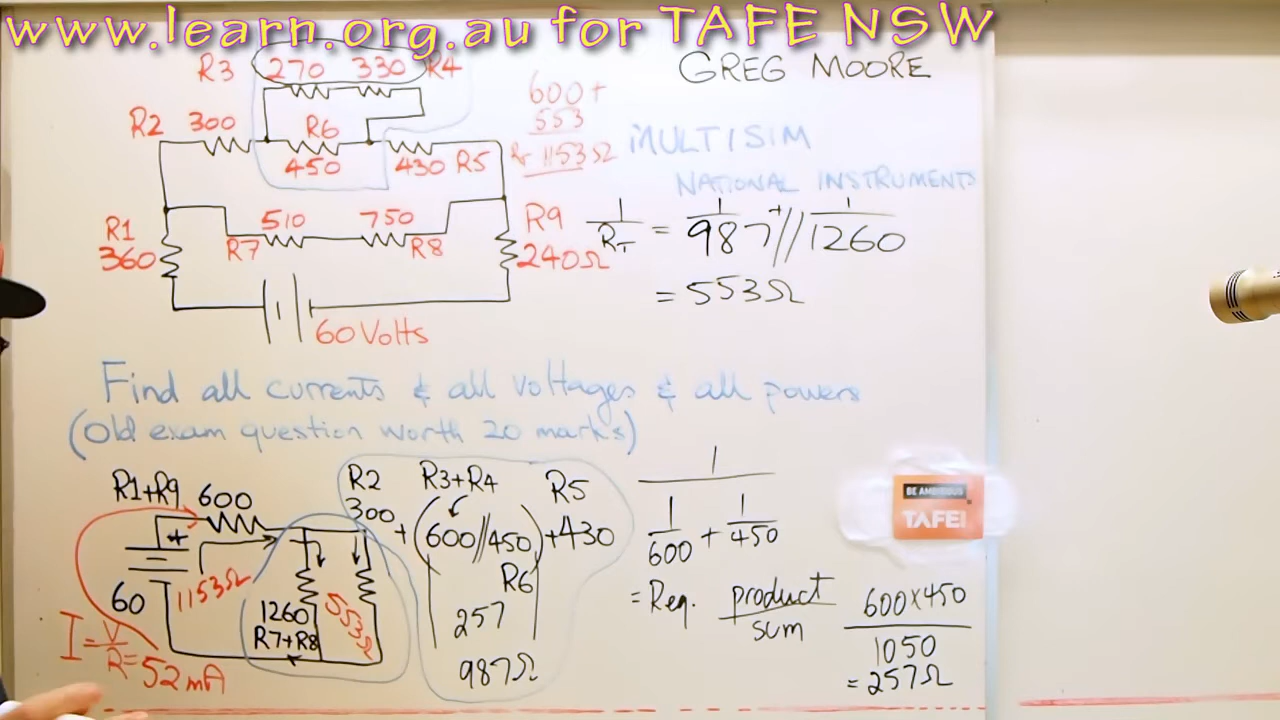 www.learn.org.au for TAFE NSW
GREG MOORE
R3 270 330 R4
R2 300
R6
450
430 R5
600+
553
RT 1153Ω
MULTISIM
NATIONAL INSTRUMENTS
R1
360
510
750
R7
R8
R9
240Ω
60 Volts
1/RT = 1/987 + // 1/1260
= 553Ω
Find all currents & all voltages & all powers
(Old exam question worth 20 marks)
R1+R9 600
+
60
1153Ω
I = V/R = 52 mA
1260
R7+R8
553Ω
R2 R3+R4 R5
300 + (600//450) + 430
R6
257
987Ω
1
1/600 + 1/450
= Req. product/sum
600×450
1050
= 257Ω
BE AMBITIOUS
TAFE